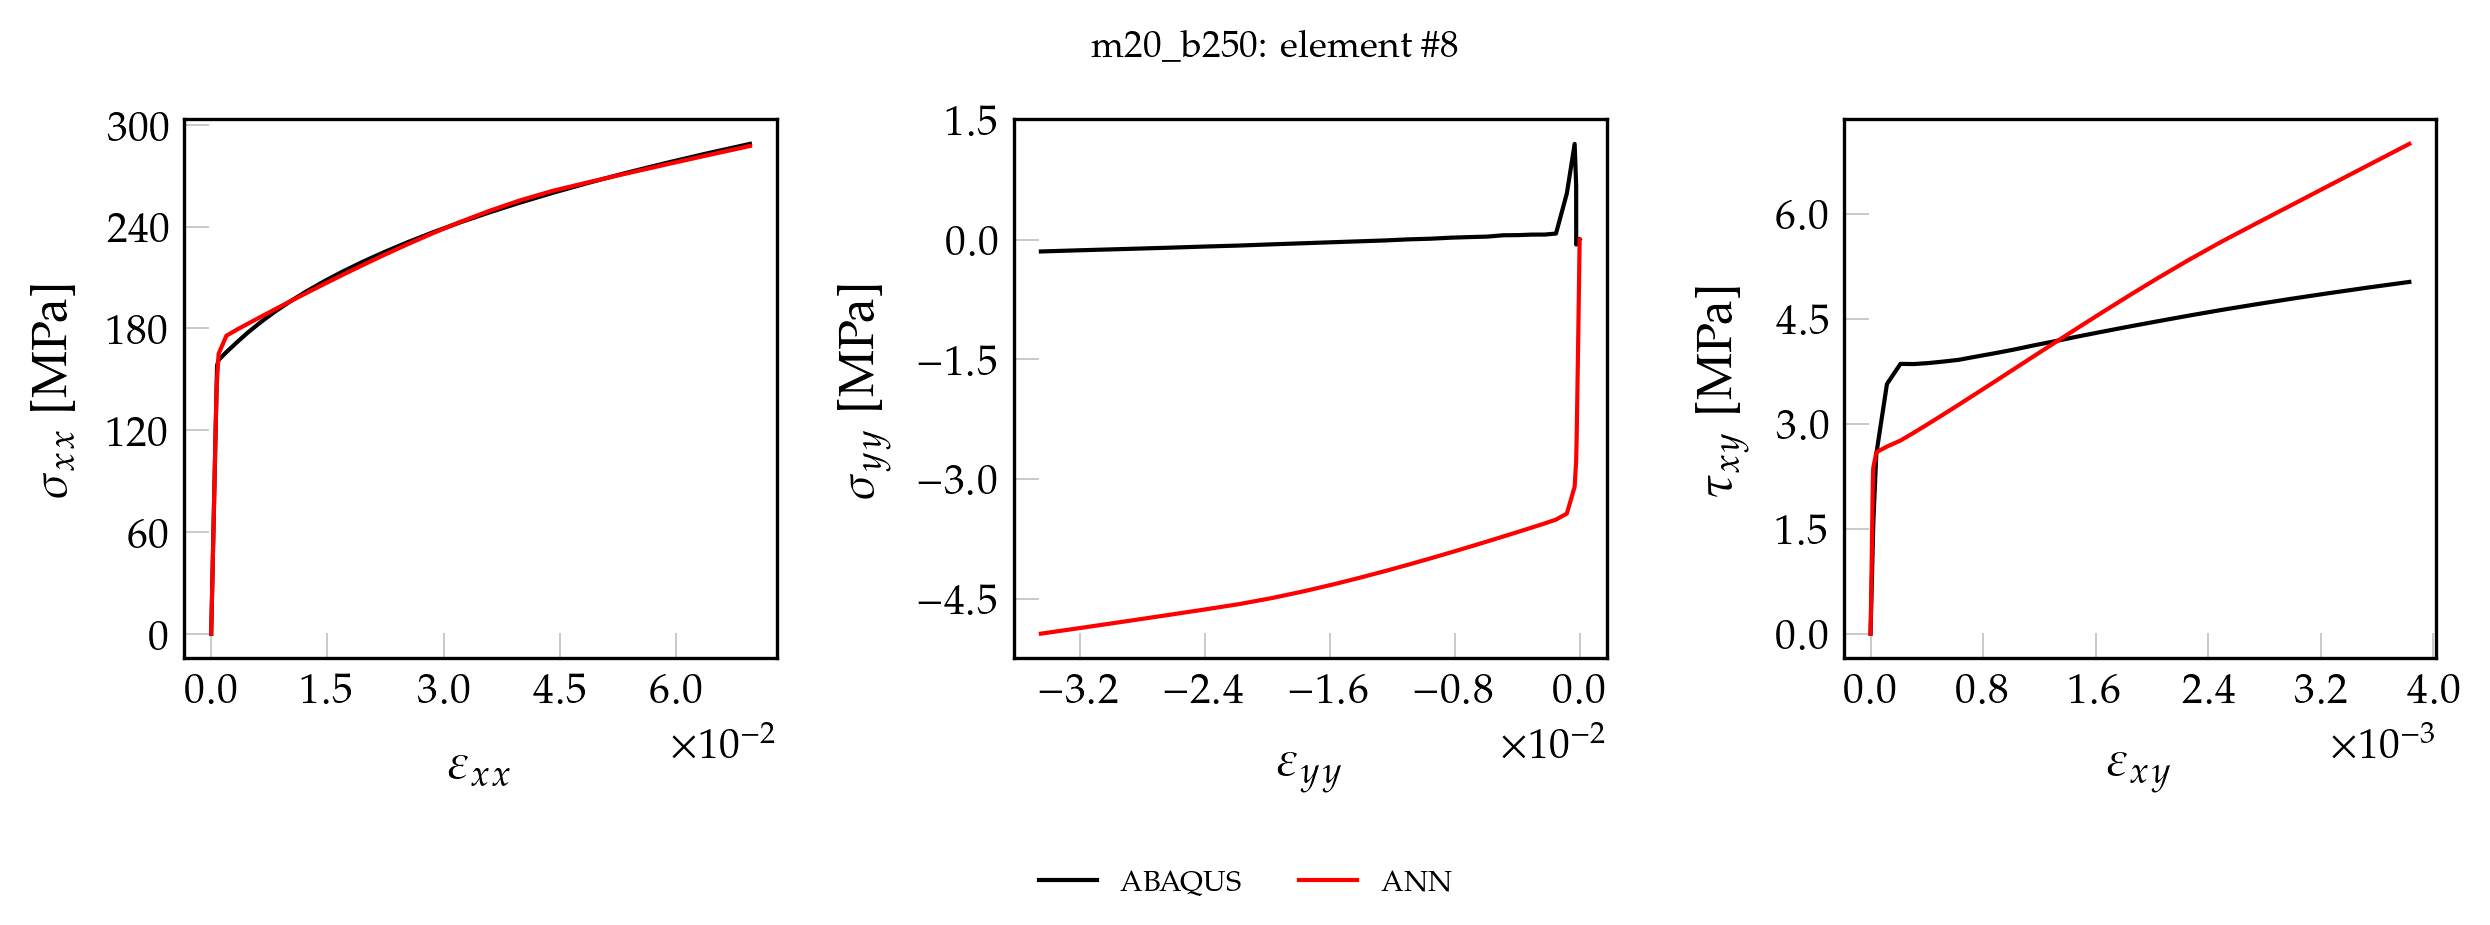 m20_b250: element #8
σxx [MPa]
300
240
180
120
60
0
0.0 1.5 3.0 4.5 6.0
×10−2
εxx
σyy [MPa]
1.5
0.0
−1.5
−3.0
−4.5
−3.2 −2.4 −1.6 −0.8 0.0
×10−2
εyy
τxy [MPa]
6.0
4.5
3.0
1.5
0.0
0.0 0.8 1.6 2.4 3.2 4.0
×10−3
εxy
ABAQUS ANN